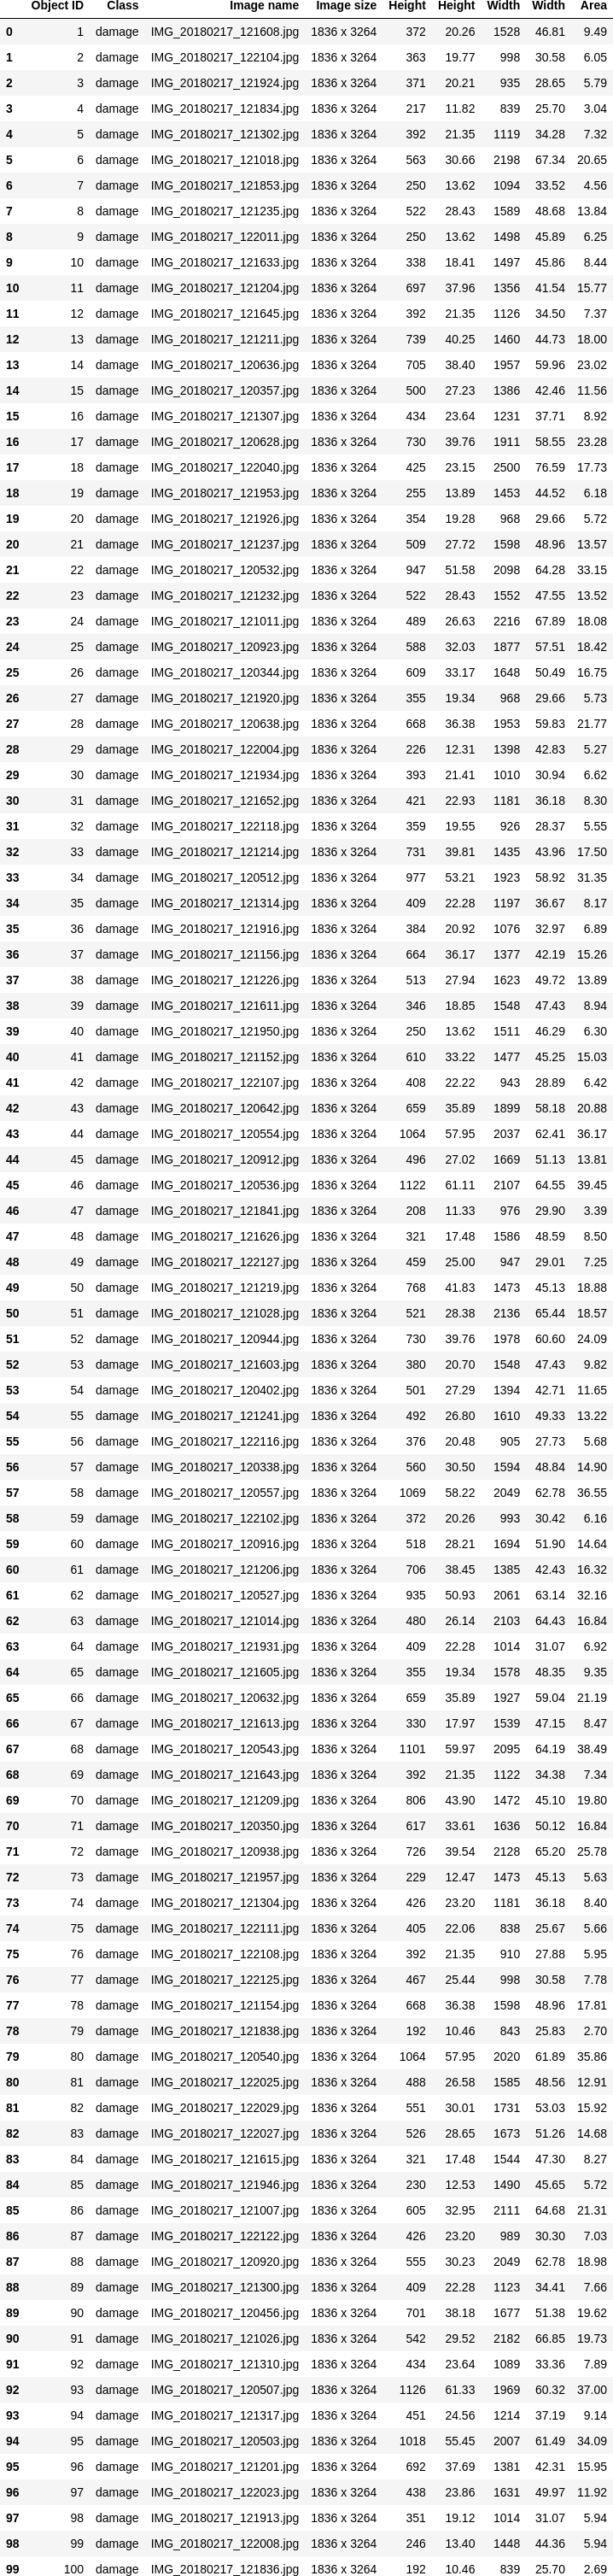 Object ID Class Image name Image size Height Height Width Width Area
0 1 damage IMG_20180217_121608.jpg 1836 x 3264 372 20.26 1528 46.81 9.49
1 2 damage IMG_20180217_122104.jpg 1836 x 3264 363 19.77 998 30.58 6.05
2 3 damage IMG_20180217_121924.jpg 1836 x 3264 371 20.21 935 28.65 5.79
3 4 damage IMG_20180217_121834.jpg 1836 x 3264 217 11.82 839 25.70 3.04
4 5 damage IMG_20180217_121302.jpg 1836 x 3264 392 21.35 1119 34.28 7.32
5 6 damage IMG_20180217_121018.jpg 1836 x 3264 563 30.66 2198 67.34 20.65
6 7 damage IMG_20180217_121853.jpg 1836 x 3264 250 13.62 1094 33.52 4.56
7 8 damage IMG_20180217_121235.jpg 1836 x 3264 522 28.43 1589 48.68 13.84
8 9 damage IMG_20180217_122011.jpg 1836 x 3264 250 13.62 1498 45.89 6.25
9 10 damage IMG_20180217_121633.jpg 1836 x 3264 338 18.41 1497 45.86 8.44
10 11 damage IMG_20180217_121204.jpg 1836 x 3264 697 37.96 1356 41.54 15.77
11 12 damage IMG_20180217_121645.jpg 1836 x 3264 392 21.35 1126 34.50 7.37
12 13 damage IMG_20180217_121211.jpg 1836 x 3264 739 40.25 1460 44.73 18.00
13 14 damage IMG_20180217_120636.jpg 1836 x 3264 705 38.40 1957 59.96 23.02
14 15 damage IMG_20180217_120357.jpg 1836 x 3264 500 27.23 1386 42.46 11.56
15 16 damage IMG_20180217_121307.jpg 1836 x 3264 434 23.64 1231 37.71 8.92
16 17 damage IMG_20180217_120628.jpg 1836 x 3264 730 39.76 1911 58.55 23.28
17 18 damage IMG_20180217_122040.jpg 1836 x 3264 425 23.15 2500 76.59 17.73
18 19 damage IMG_20180217_121953.jpg 1836 x 3264 255 13.89 1453 44.52 6.18
19 20 damage IMG_20180217_121926.jpg 1836 x 3264 354 19.28 968 29.66 5.72
20 21 damage IMG_20180217_121237.jpg 1836 x 3264 509 27.72 1598 48.96 13.57
21 22 damage IMG_20180217_120532.jpg 1836 x 3264 947 51.58 2098 64.28 33.15
22 23 damage IMG_20180217_121232.jpg 1836 x 3264 522 28.43 1552 47.55 13.52
23 24 damage IMG_20180217_121011.jpg 1836 x 3264 489 26.63 2216 67.89 18.08
24 25 damage IMG_20180217_120923.jpg 1836 x 3264 588 32.03 1877 57.51 18.42
25 26 damage IMG_20180217_120344.jpg 1836 x 3264 609 33.17 1648 50.49 16.75
26 27 damage IMG_20180217_121920.jpg 1836 x 3264 355 19.34 968 29.66 5.73
27 28 damage IMG_20180217_120638.jpg 1836 x 3264 668 36.38 1953 59.83 21.77
28 29 damage IMG_20180217_122004.jpg 1836 x 3264 226 12.31 1398 42.83 5.27
29 30 damage IMG_20180217_121934.jpg 1836 x 3264 393 21.41 1010 30.94 6.62
30 31 damage IMG_20180217_121652.jpg 1836 x 3264 421 22.93 1181 36.18 8.30
31 32 damage IMG_20180217_122118.jpg 1836 x 3264 359 19.55 926 28.37 5.55
32 33 damage IMG_20180217_121214.jpg 1836 x 3264 731 39.81 1435 43.96 17.50
33 34 damage IMG_20180217_120512.jpg 1836 x 3264 977 53.21 1923 58.92 31.35
34 35 damage IMG_20180217_121314.jpg 1836 x 3264 409 22.28 1197 36.67 8.17
35 36 damage IMG_20180217_121916.jpg 1836 x 3264 384 20.92 1076 32.97 6.89
36 37 damage IMG_20180217_121156.jpg 1836 x 3264 664 36.17 1377 42.19 15.26
37 38 damage IMG_20180217_121226.jpg 1836 x 3264 513 27.94 1623 49.72 13.89
38 39 damage IMG_20180217_121611.jpg 1836 x 3264 346 18.85 1548 47.43 8.94
39 40 damage IMG_20180217_121950.jpg 1836 x 3264 250 13.62 1511 46.29 6.30
40 41 damage IMG_20180217_121152.jpg 1836 x 3264 610 33.22 1477 45.25 15.03
41 42 damage IMG_20180217_122107.jpg 1836 x 3264 408 22.22 943 28.89 6.42
42 43 damage IMG_20180217_120642.jpg 1836 x 3264 659 35.89 1899 58.18 20.88
43 44 damage IMG_20180217_120554.jpg 1836 x 3264 1064 57.95 2037 62.41 36.17
44 45 damage IMG_20180217_120912.jpg 1836 x 3264 496 27.02 1669 51.13 13.81
45 46 damage IMG_20180217_120536.jpg 1836 x 3264 1122 61.11 2107 64.55 39.45
46 47 damage IMG_20180217_121841.jpg 1836 x 3264 208 11.33 976 29.90 3.39
47 48 damage IMG_20180217_121626.jpg 1836 x 3264 321 17.48 1586 48.59 8.50
48 49 damage IMG_20180217_122127.jpg 1836 x 3264 459 25.00 947 29.01 7.25
49 50 damage IMG_20180217_121219.jpg 1836 x 3264 768 41.83 1473 45.13 18.88
50 51 damage IMG_20180217_121028.jpg 1836 x 3264 521 28.38 2136 65.44 18.57
51 52 damage IMG_20180217_120944.jpg 1836 x 3264 730 39.76 1978 60.60 24.09
52 53 damage IMG_20180217_121603.jpg 1836 x 3264 380 20.70 1548 47.43 9.82
53 54 damage IMG_20180217_120402.jpg 1836 x 3264 501 27.29 1394 42.71 11.65
54 55 damage IMG_20180217_121241.jpg 1836 x 3264 492 26.80 1610 49.33 13.22
55 56 damage IMG_20180217_122116.jpg 1836 x 3264 376 20.48 905 27.73 5.68
56 57 damage IMG_20180217_120338.jpg 1836 x 3264 560 30.50 1594 48.84 14.90
57 58 damage IMG_20180217_120557.jpg 1836 x 3264 1069 58.22 2049 62.78 36.55
58 59 damage IMG_20180217_122102.jpg 1836 x 3264 372 20.26 993 30.42 6.16
59 60 damage IMG_20180217_120916.jpg 1836 x 3264 518 28.21 1694 51.90 14.64
60 61 damage IMG_20180217_121206.jpg 1836 x 3264 706 38.45 1385 42.43 16.32
61 62 damage IMG_20180217_120527.jpg 1836 x 3264 935 50.93 2061 63.14 32.16
62 63 damage IMG_20180217_121014.jpg 1836 x 3264 480 26.14 2103 64.43 16.84
63 64 damage IMG_20180217_121931.jpg 1836 x 3264 409 22.28 1014 31.07 6.92
64 65 damage IMG_20180217_121605.jpg 1836 x 3264 355 19.34 1578 48.35 9.35
65 66 damage IMG_20180217_120632.jpg 1836 x 3264 659 35.89 1927 59.04 21.19
66 67 damage IMG_20180217_121613.jpg 1836 x 3264 330 17.97 1539 47.15 8.47
67 68 damage IMG_20180217_120543.jpg 1836 x 3264 1101 59.97 2095 64.19 38.49
68 69 damage IMG_20180217_121643.jpg 1836 x 3264 392 21.35 1122 34.38 7.34
69 70 damage IMG_20180217_121209.jpg 1836 x 3264 806 43.90 1472 45.10 19.80
70 71 damage IMG_20180217_120350.jpg 1836 x 3264 617 33.61 1636 50.12 16.84
71 72 damage IMG_20180217_120938.jpg 1836 x 3264 726 39.54 2128 65.20 25.78
72 73 damage IMG_20180217_121957.jpg 1836 x 3264 229 12.47 1473 45.13 5.63
73 74 damage IMG_20180217_121304.jpg 1836 x 3264 426 23.20 1181 36.18 8.40
74 75 damage IMG_20180217_122111.jpg 1836 x 3264 405 22.06 838 25.67 5.66
75 76 damage IMG_20180217_122108.jpg 1836 x 3264 392 21.35 910 27.88 5.95
76 77 damage IMG_20180217_122125.jpg 1836 x 3264 467 25.44 998 30.58 7.78
77 78 damage IMG_20180217_121154.jpg 1836 x 3264 668 36.38 1598 48.96 17.81
78 79 damage IMG_20180217_121838.jpg 1836 x 3264 192 10.46 843 25.83 2.70
79 80 damage IMG_20180217_120540.jpg 1836 x 3264 1064 57.95 2020 61.89 35.86
80 81 damage IMG_20180217_122025.jpg 1836 x 3264 488 26.58 1585 48.56 12.91
81 82 damage IMG_20180217_122029.jpg 1836 x 3264 551 30.01 1731 53.03 15.92
82 83 damage IMG_20180217_122027.jpg 1836 x 3264 526 28.65 1673 51.26 14.68
83 84 damage IMG_20180217_121615.jpg 1836 x 3264 321 17.48 1544 47.30 8.27
84 85 damage IMG_20180217_121946.jpg 1836 x 3264 230 12.53 1490 45.65 5.72
85 86 damage IMG_20180217_121007.jpg 1836 x 3264 605 32.95 2111 64.68 21.31
86 87 damage IMG_20180217_122122.jpg 1836 x 3264 426 23.20 989 30.30 7.03
87 88 damage IMG_20180217_120920.jpg 1836 x 3264 555 30.23 2049 62.78 18.98
88 89 damage IMG_20180217_121300.jpg 1836 x 3264 409 22.28 1123 34.41 7.66
89 90 damage IMG_20180217_120456.jpg 1836 x 3264 701 38.18 1677 51.38 19.62
90 91 damage IMG_20180217_121026.jpg 1836 x 3264 542 29.52 2182 66.85 19.73
91 92 damage IMG_20180217_121310.jpg 1836 x 3264 434 23.64 1089 33.36 7.89
92 93 damage IMG_20180217_120507.jpg 1836 x 3264 1126 61.33 1969 60.32 37.00
93 94 damage IMG_20180217_121317.jpg 1836 x 3264 451 24.56 1214 37.19 9.14
94 95 damage IMG_20180217_120503.jpg 1836 x 3264 1018 55.45 2007 61.49 34.09
95 96 damage IMG_20180217_121201.jpg 1836 x 3264 692 37.69 1381 42.31 15.95
96 97 damage IMG_20180217_122023.jpg 1836 x 3264 438 23.86 1631 49.97 11.92
97 98 damage IMG_20180217_121913.jpg 1836 x 3264 351 19.12 1014 31.07 5.94
98 99 damage IMG_20180217_122008.jpg 1836 x 3264 246 13.40 1448 44.36 5.94
99 100 damage IMG_20180217_121836.jpg 1836 x 3264 192 10.46 839 25.70 2.69